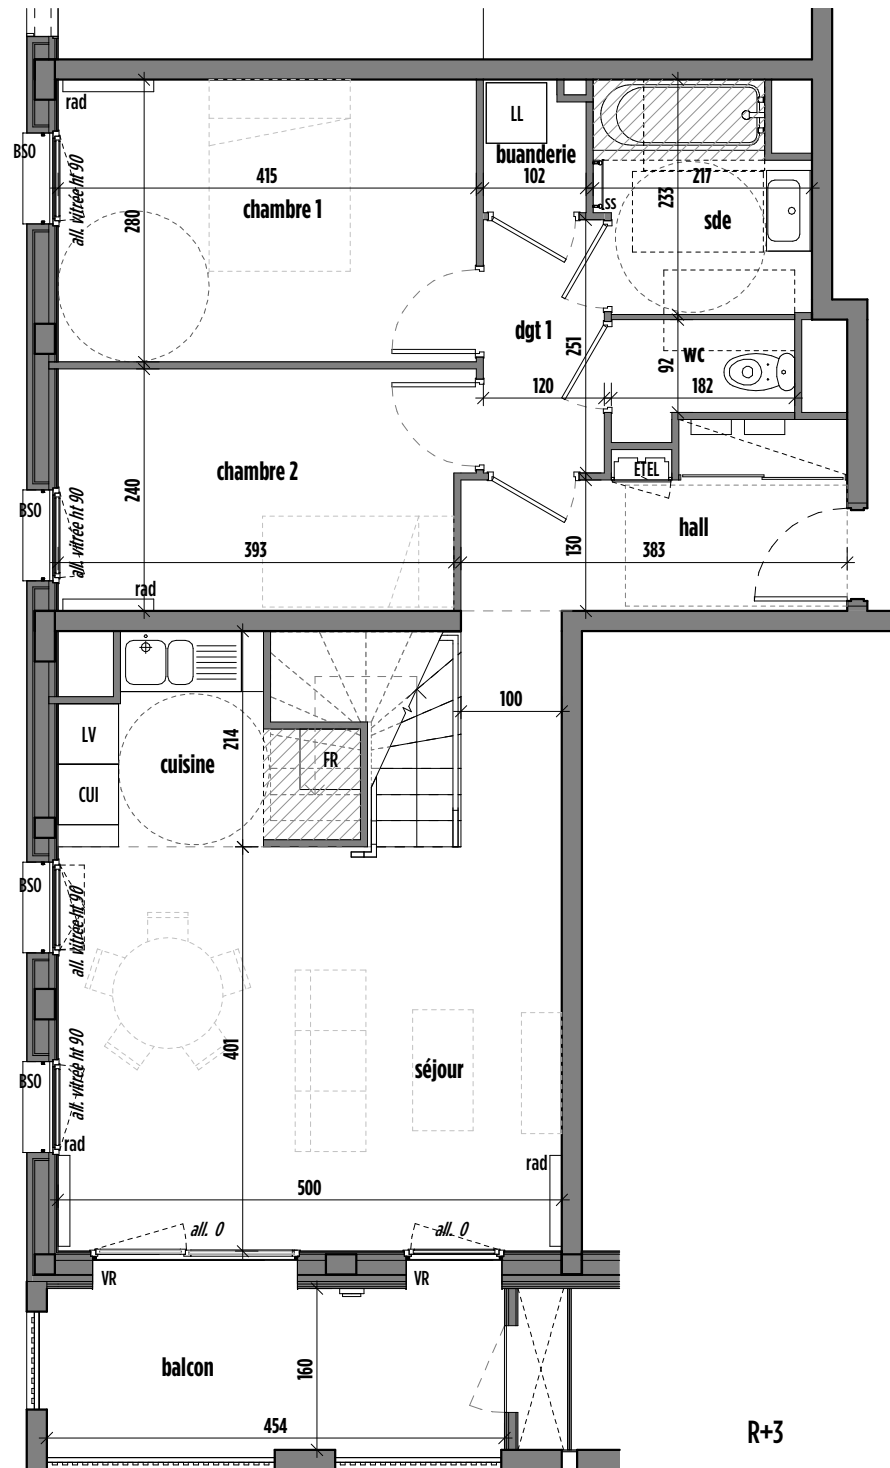 rad
LL
BSO
all. vitrée ht 90
buanderie
415
102
217
chambre 1
ss
233
sde
280
dgt 1
251
wc
92
120
182
chambre 2
ETEL
240
BSO
all. vitrée ht 90
hall
393
130
383
rad
100
LV
214
cuisine
FR
CUI
BSO
all. vitrée ht 90
401
séjour
BSO
all. vitrée ht 90
rad
rad
500
all. 0
all. 0
VR
VR
balcon
160
454
R+3